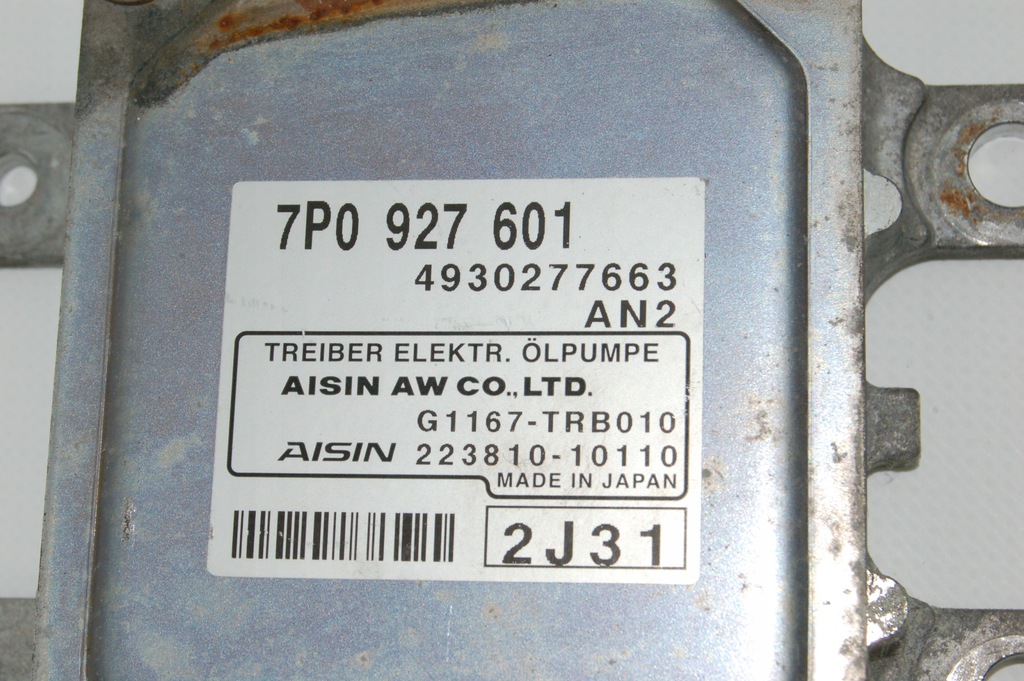 7P0 927 601
4930277663
AN2
TREIBER ELEKTR. ÖLPUMPE
AISIN AW CO.,LTD.
G1167-TRB010
AISIN 223810-10110
MADE IN JAPAN
2J31